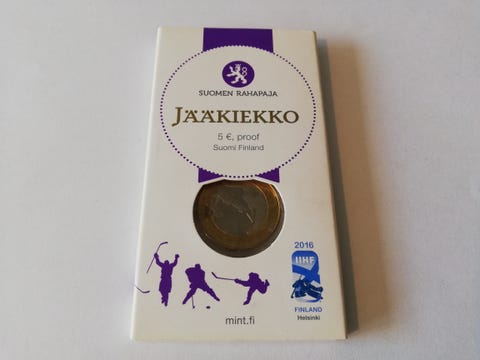 SUOMEN RAHAPAJA
JÄÄKIEKKO
5 €, proof
Suomi Finland
2016
IIHF
FINLAND
Helsinki
mint.fi